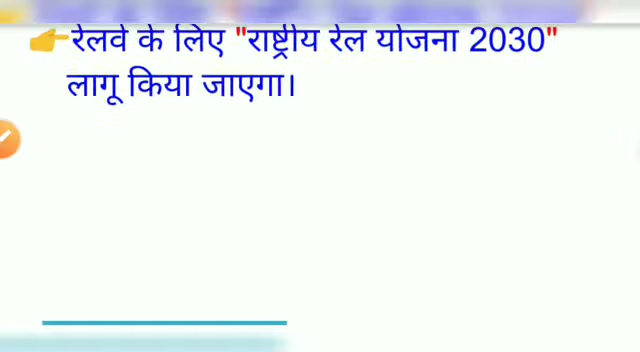 👉रेलवे के लिए "राष्ट्रीय रेल योजना 2030"
लागू किया जाएगा।